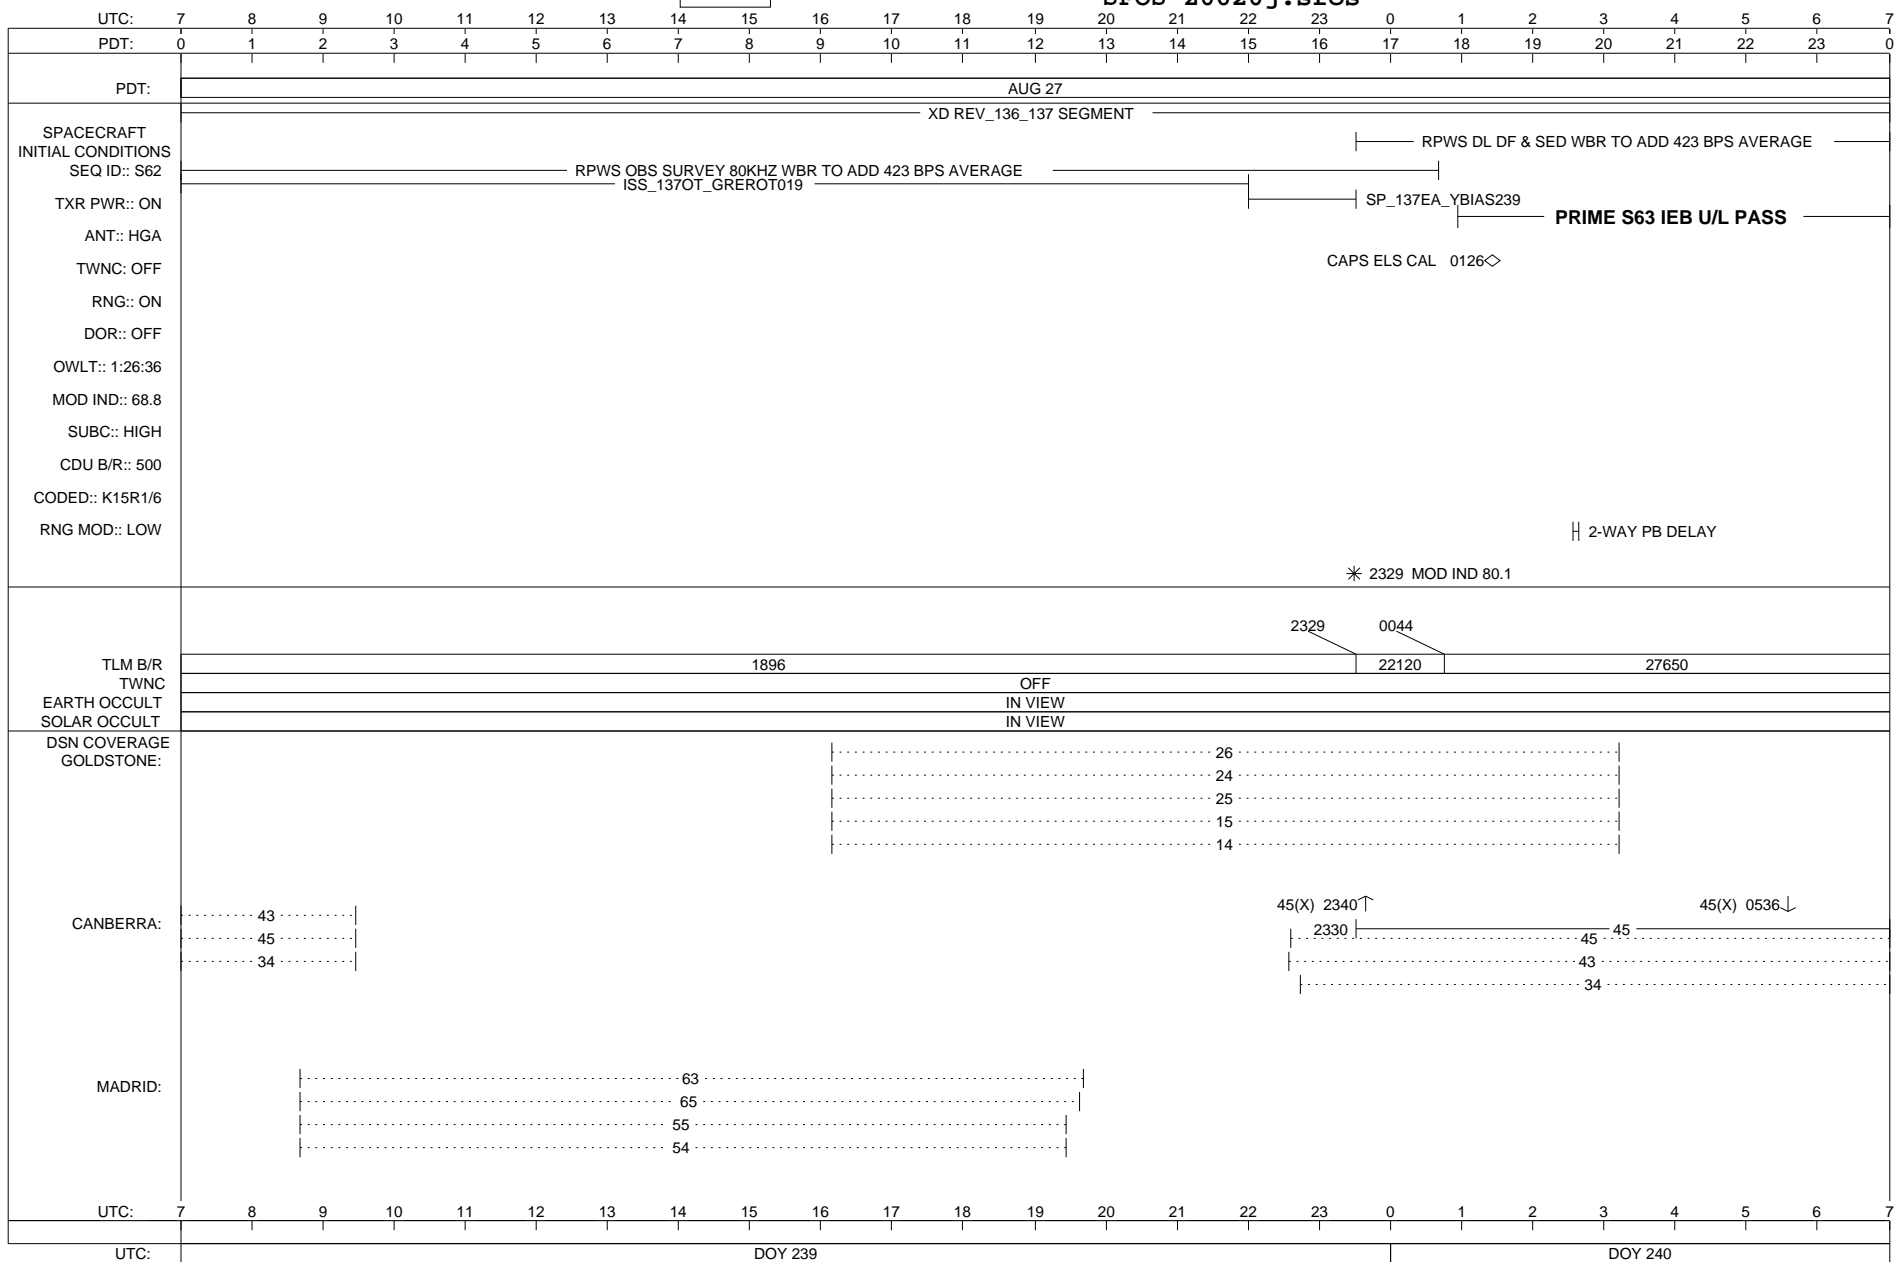 UTC: 7 8 9 10 11 12 13 14 15 16 17 18 19 20 21 22 23 0 1 2 3 4 5 6 7
PDT: 0 1 2 3 4 5 6 7 8 9 10 11 12 13 14 15 16 17 18 19 20 21 22 23 0
PDT: AUG 27
XD REV_136_137 SEGMENT
SPACECRAFT
INITIAL CONDITIONS
RPWS DL DF & SED WBR TO ADD 423 BPS AVERAGE
SEQ ID:: S62
RPWS OBS SURVEY 80KHZ WBR TO ADD 423 BPS AVERAGE
ISS_137OT_GREROT019
TXR PWR:: ON
SP_137EA_YBIAS239
PRIME S63 IEB U/L PASS
ANT:: HGA
TWNC: OFF
CAPS ELS CAL 0126
RNG:: ON
DOR:: OFF
OWLT:: 1:26:36
MOD IND:: 68.8
SUBC:: HIGH
CDU B/R:: 500
CODED:: K15R1/6
RNG MOD:: LOW
2-WAY PB DELAY
2329 MOD IND 80.1
2329 0044
TLM B/R 1896 22120 27650
TWNC OFF
EARTH OCCULT IN VIEW
SOLAR OCCULT IN VIEW
DSN COVERAGE
GOLDSTONE:
26
24
25
15
14
CANBERRA:
45(X) 2340 45(X) 0536
43
2330 45
45 45
43
34
34
MADRID:
63
65
55
54
UTC: 7 8 9 10 11 12 13 14 15 16 17 18 19 20 21 22 23 0 1 2 3 4 5 6 7
UTC: DOY 239 DOY 240